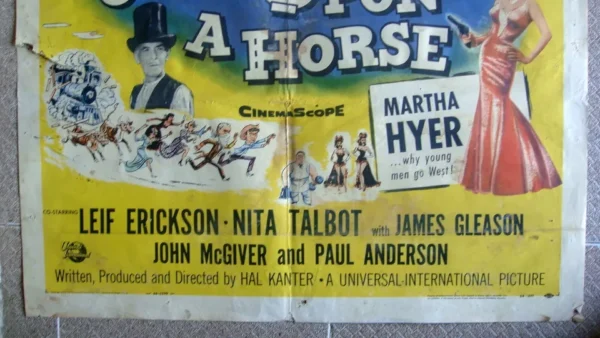 UPON
A HORSE
CINEMASCOPE
MARTHA
HYER
...why young
men go West!
CO-STARRING
LEIF ERICKSON · NITA TALBOT with JAMES GLEASON
JOHN McGIVER and PAUL ANDERSON
Written, Produced and Directed by HAL KANTER · A UNIVERSAL-INTERNATIONAL PICTURE